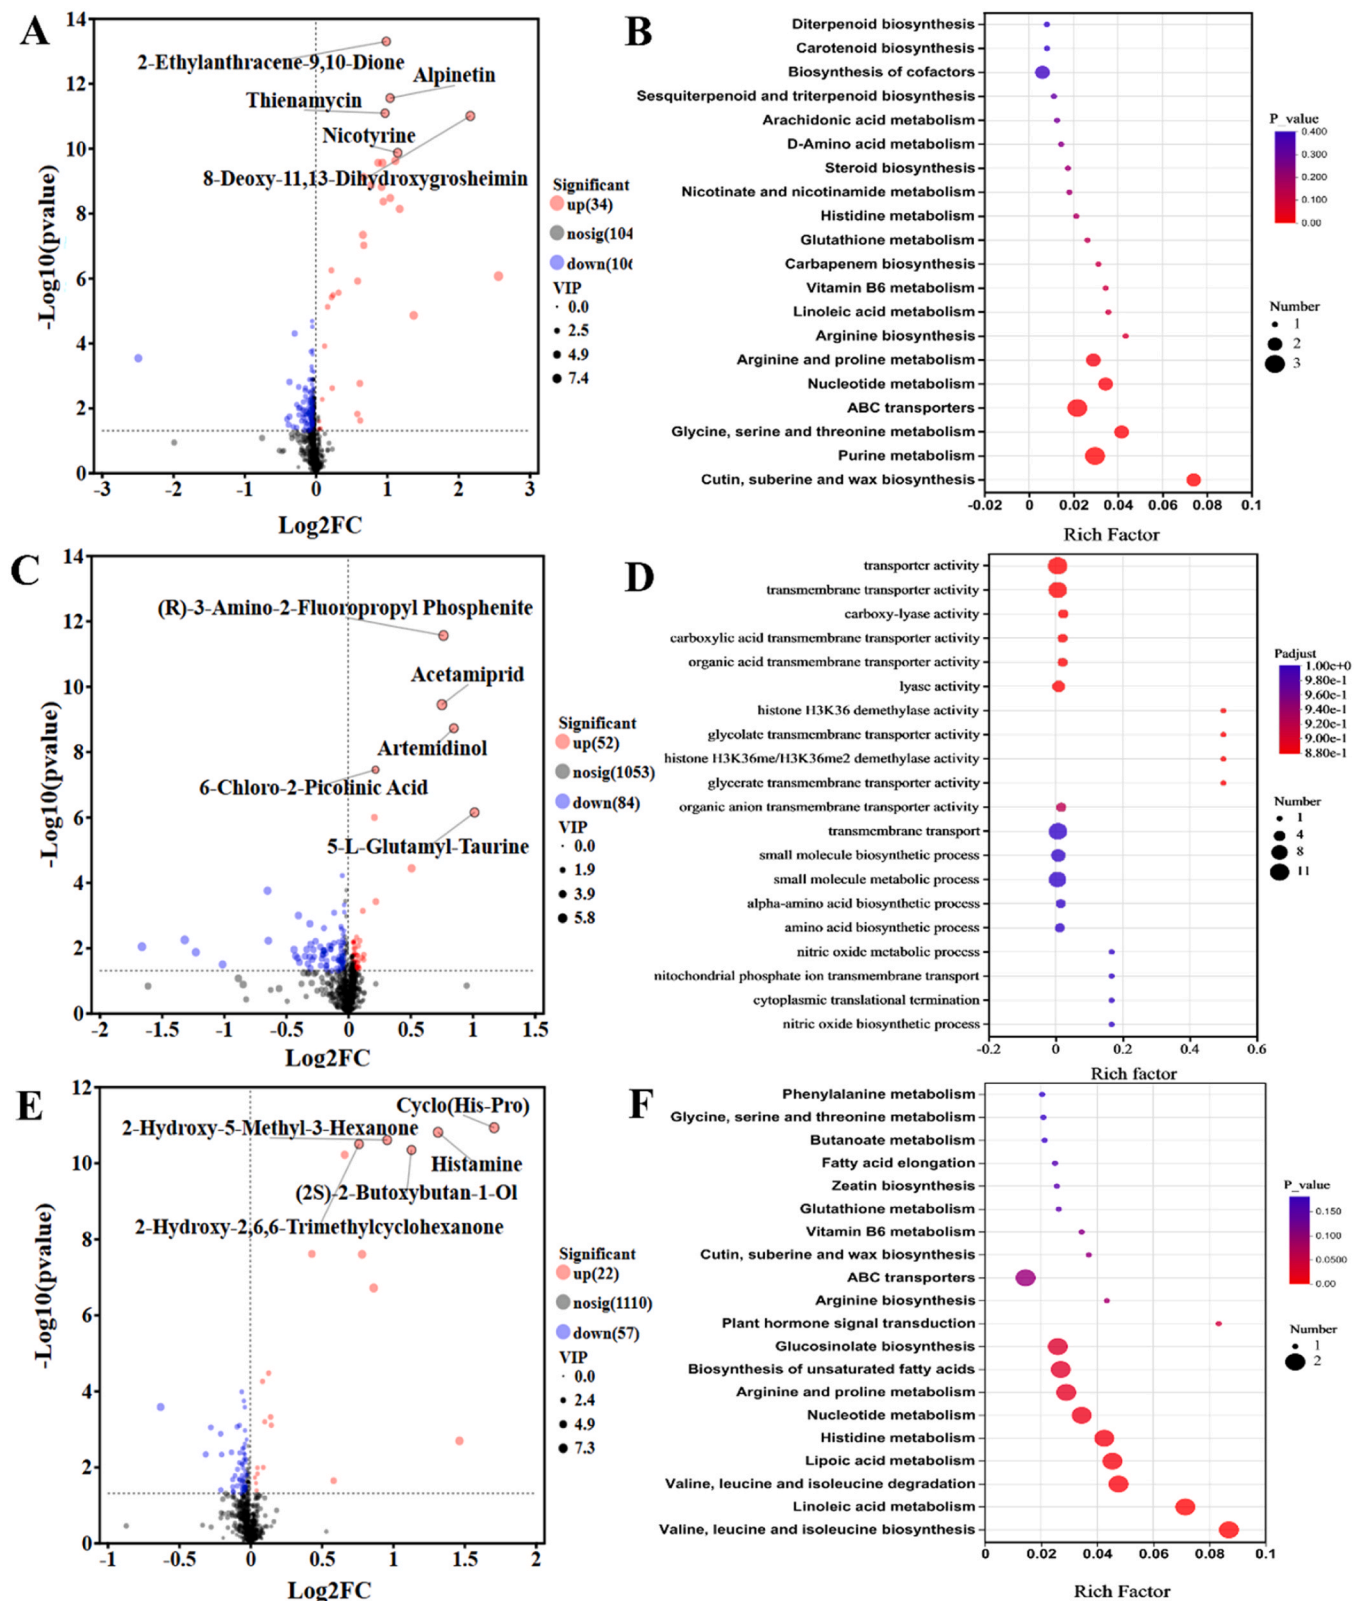 A
14
12
10
8
6
4
2
0
-3
-2
-1
0
1
2
3
-Log10(pvalue)
Log2FC
2-Ethylanthracene-9,10-Dione
Alpinetin
Thienamycin
Nicotyrine
8-Deoxy-11,13-Dihydroxygrosheimin
Significant
up(34)
nosig(104
down(106
VIP
0.0
2.5
4.9
7.4
B
Diterpenoid biosynthesis
Carotenoid biosynthesis
Biosynthesis of cofactors
Sesquiterpenoid and triterpenoid biosynthesis
Arachidonic acid metabolism
D-Amino acid metabolism
Steroid biosynthesis
Nicotinate and nicotinamide metabolism
Histidine metabolism
Glutathione metabolism
Carbapenem biosynthesis
Vitamin B6 metabolism
Linoleic acid metabolism
Arginine biosynthesis
Arginine and proline metabolism
Nucleotide metabolism
ABC transporters
Glycine, serine and threonine metabolism
Purine metabolism
Cutin, suberine and wax biosynthesis
-0.02
0
0.02
0.04
0.06
0.08
0.1
Rich Factor
P_value
0.400
0.300
0.200
0.100
0.00
Number
1
2
3
C
14
12
10
8
6
4
2
0
-2
-1.5
-1
-0.5
0
0.5
1
1.5
-Log10(pvalue)
Log2FC
(R)-3-Amino-2-Fluoropropyl Phosphenite
Acetamiprid
Artemidinol
6-Chloro-2-Picolinic Acid
5-L-Glutamyl-Taurine
Significant
up(52)
nosig(1053)
down(84)
VIP
0.0
1.9
3.9
5.8
D
transporter activity
transmembrane transporter activity
carboxy-lyase activity
carboxylic acid transmembrane transporter activity
organic acid transmembrane transporter activity
lyase activity
histone H3K36 demethylase activity
glycolate transmembrane transporter activity
histone H3K36me/H3K36me2 demethylase activity
glycerate transmembrane transporter activity
organic anion transmembrane transporter activity
transmembrane transport
small molecule biosynthetic process
small molecule metabolic process
alpha-amino acid biosynthetic process
amino acid biosynthetic process
nitric oxide metabolic process
mitochondrial phosphate ion transmembrane transport
cytoplasmic translational termination
nitric oxide biosynthetic process
-0.2
0
0.2
0.4
0.6
Rich factor
Padjust
1.00e+0
9.80e-1
9.60e-1
9.40e-1
9.20e-1
9.00e-1
8.80e-1
Number
1
4
8
11
E
12
10
8
6
4
2
0
-1
-0.5
0
0.5
1
1.5
2
-Log10(pvalue)
Log2FC
Cyclo(His-Pro)
2-Hydroxy-5-Methyl-3-Hexanone
Histamine
(2S)-2-Butoxybutan-1-Ol
2-Hydroxy-2,6,6-Trimethylcyclohexanone
Significant
up(22)
nosig(1110)
down(57)
VIP
0.0
2.4
4.9
7.3
F
Phenylalanine metabolism
Glycine, serine and threonine metabolism
Butanoate metabolism
Fatty acid elongation
Zeatin biosynthesis
Glutathione metabolism
Vitamin B6 metabolism
Cutin, suberine and wax biosynthesis
ABC transporters
Arginine biosynthesis
Plant hormone signal transduction
Glucosinolate biosynthesis
Biosynthesis of unsaturated fatty acids
Arginine and proline metabolism
Nucleotide metabolism
Histidine metabolism
Lipoic acid metabolism
Valine, leucine and isoleucine degradation
Linoleic acid metabolism
Valine, leucine and isoleucine biosynthesis
0
0.02
0.04
0.06
0.08
0.1
Rich Factor
P_value
0.150
0.100
0.0500
0.00
Number
1
2